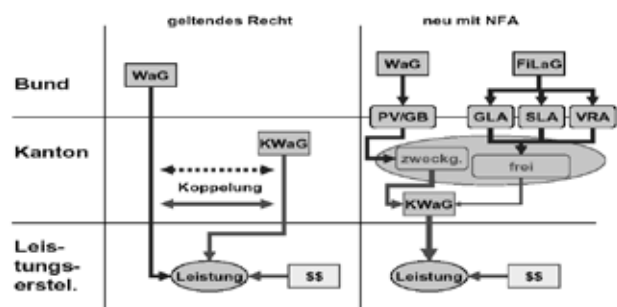 geltendes Recht
neu mit NFA
Bund
WaG
WaG
FiLaG
PV/GB
GLA
SLA
VRA
Kanton
KWaG
Koppelung
zweckg.
frei
KWaG
Leis-
tungs-
erstel.
Leistung
$$
Leistung
$$